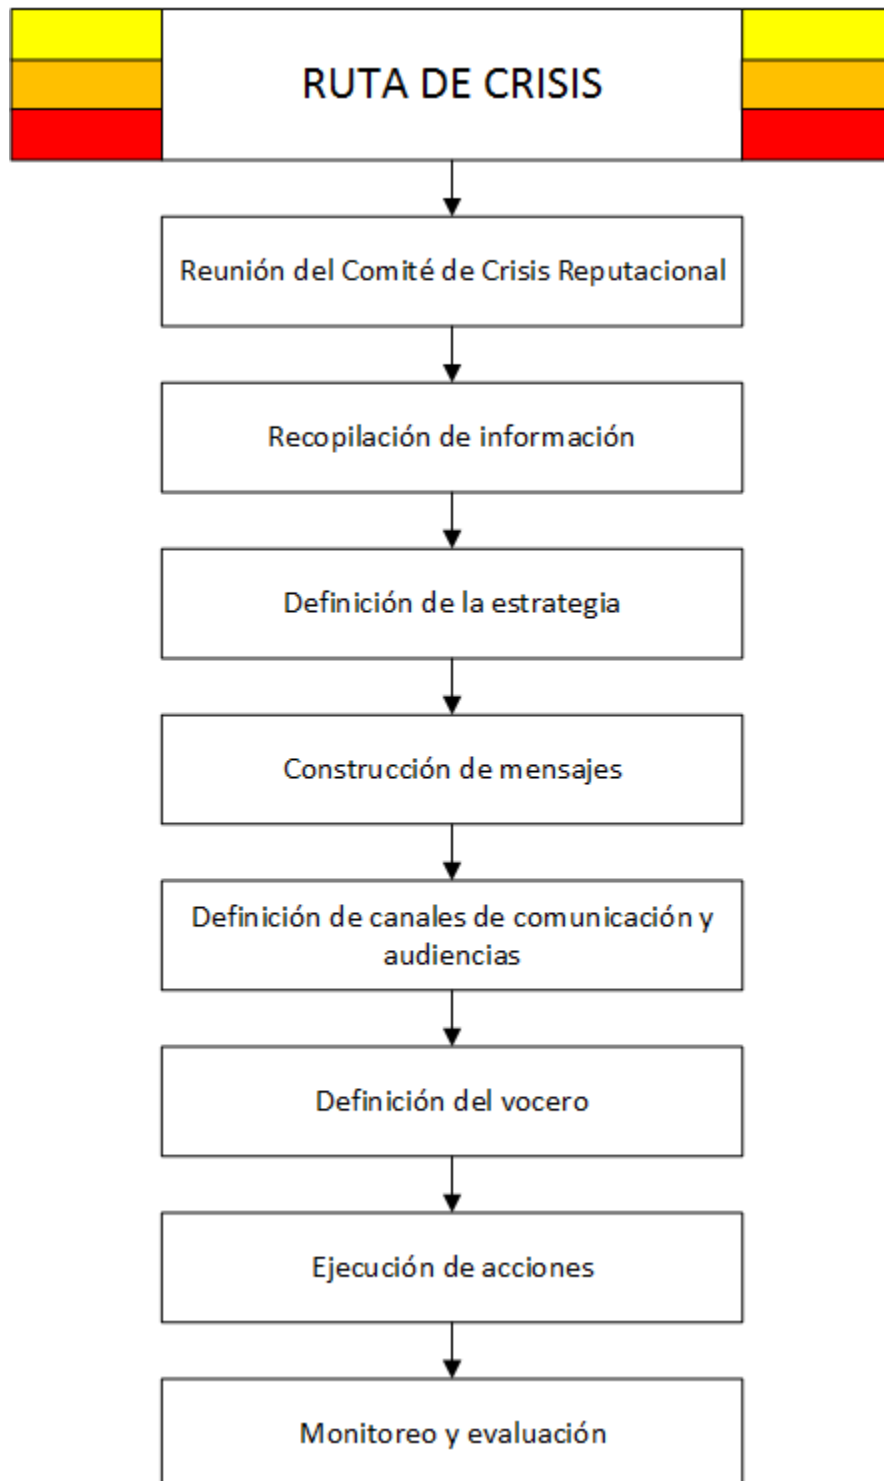 RUTA DE CRISIS
Reunión del Comité de Crisis Reputacional
Recopilación de información
Definición de la estrategia
Construcción de mensajes
Definición de canales de comunicación y
audiencias
Definición del vocero
Ejecución de acciones
Monitoreo y evaluación